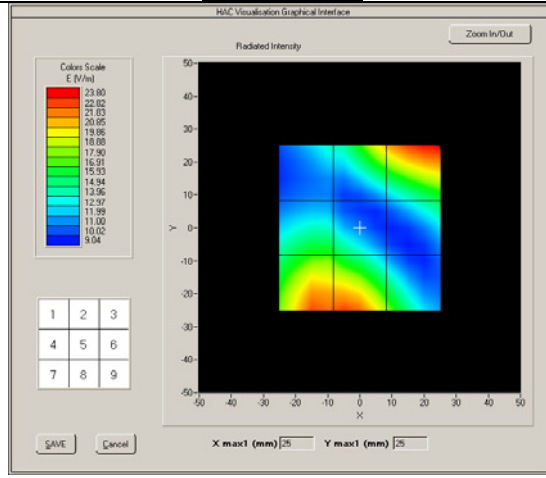 HAC Visualisation Graphical Interface
Zoom In/Out
Radiated Intensity
Colors Scale
E (V/m)
23.80
22.82
21.83
20.85
19.86
18.88
17.90
16.91
15.93
14.94
13.96
12.97
11.99
11.00
10.02
9.04
50
40
30
20
10
0
-10
-20
-30
-40
-50
Y
-50 -40 -30 -20 -10 0 10 20 30 40 50
X
1 2 3
4 5 6
7 8 9
SAVE Cancel
X max1 (mm) 25 Y max1 (mm) 25